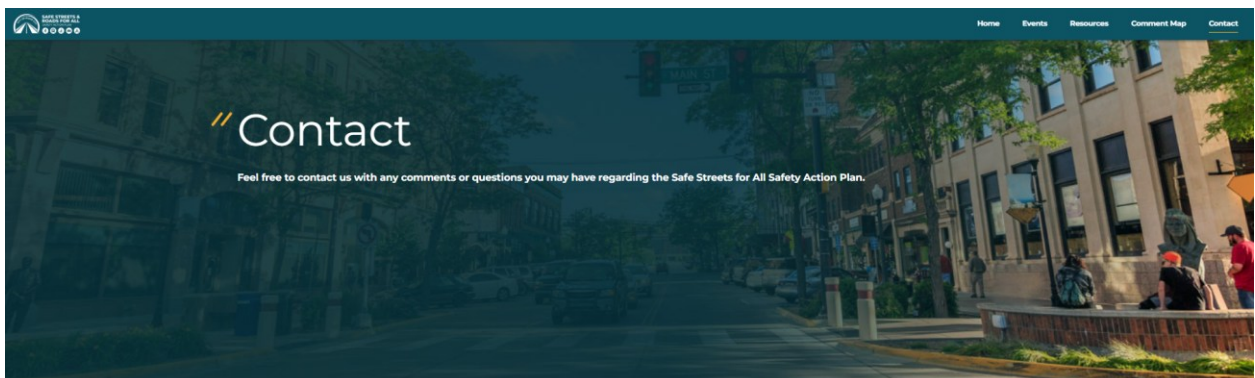 SAFE STREETS &
ROADS FOR ALL
Home Events Resources Comment Map Contact
MAIN ST
// Contact
Feel free to contact us with any comments or questions you may have regarding the Safe Streets for All Safety Action Plan.